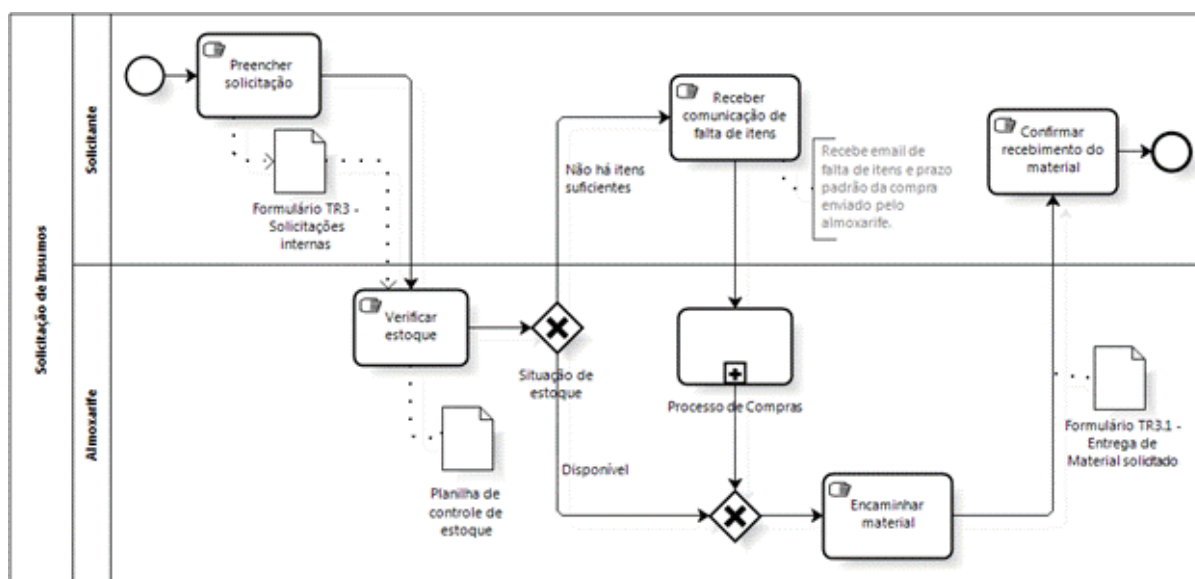 Solicitação de Insumos
Solicitante
Preencher
solicitação
Formulário TR3 -
Solicitações
internas
Não há itens
suficientes
Receber
comunicação de
falta de itens
Recebe email de
falta de itens e prazo
padrão da compra
enviado pelo
almoxarife.
Confirmar
recebimento do
material
Almoxarife
Verificar
estoque
Situação de
estoque
Planilha de
controle de
estoque
Disponível
Processo de Compras
Encaminhar
material
Formulário TR3.1 -
Entrega de
Material solicitado